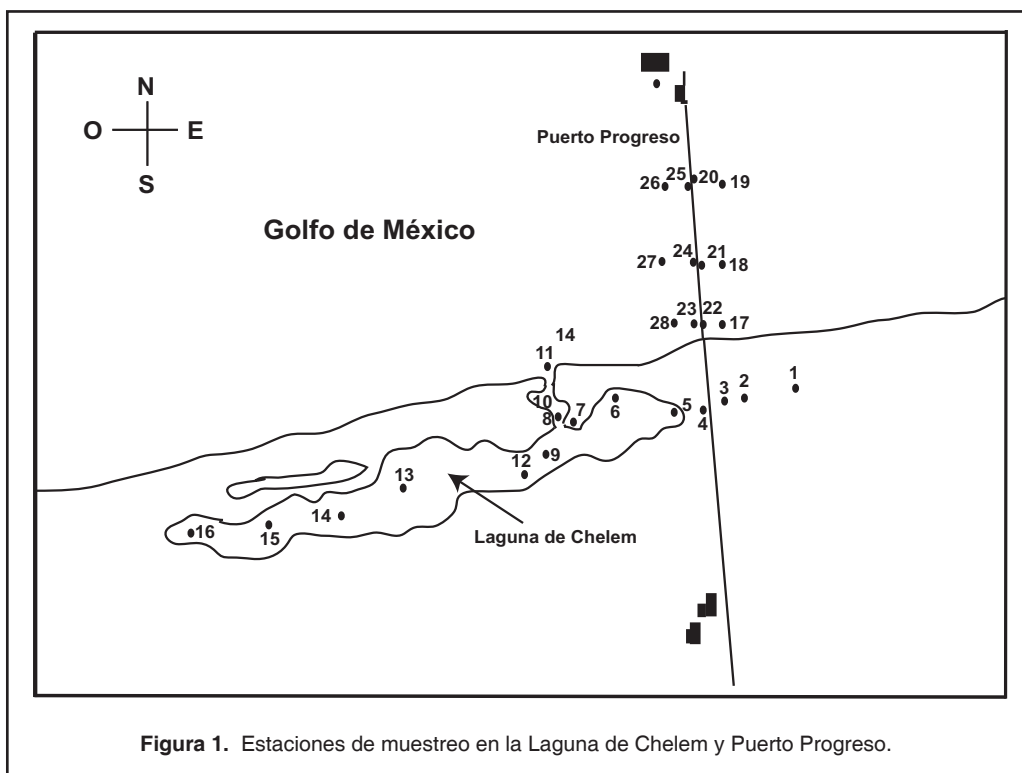 N
O E
S
Puerto Progreso
26 25 20 19
Golfo de México
27 24 21 18
28 23 22 17
14
11
1
3 2
10
8 7 6 5 4
12 9
13
14
16 15
Laguna de Chelem
Figura 1. Estaciones de muestreo en la Laguna de Chelem y Puerto Progreso.